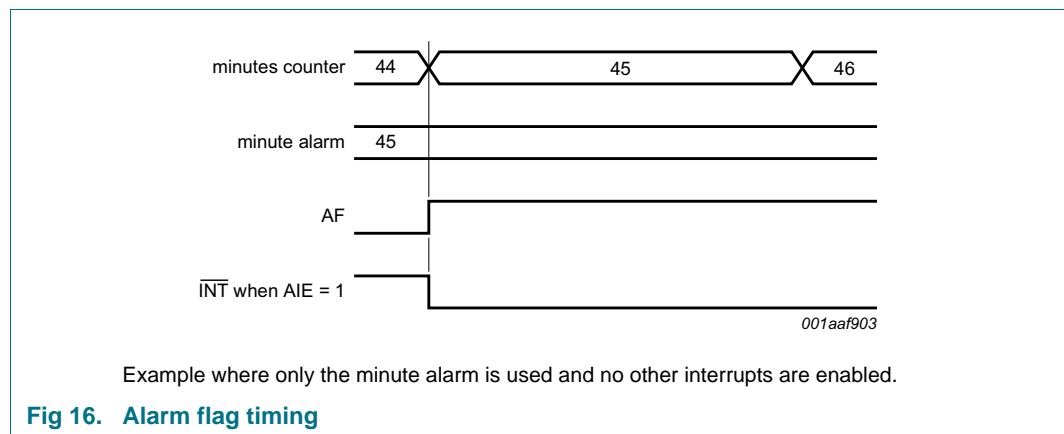 minutes counter 44 45 46
minute alarm 45
AF
INT when AIE = 1
001aaf903
Example where only the minute alarm is used and no other interrupts are enabled.
Fig 16. Alarm flag timing